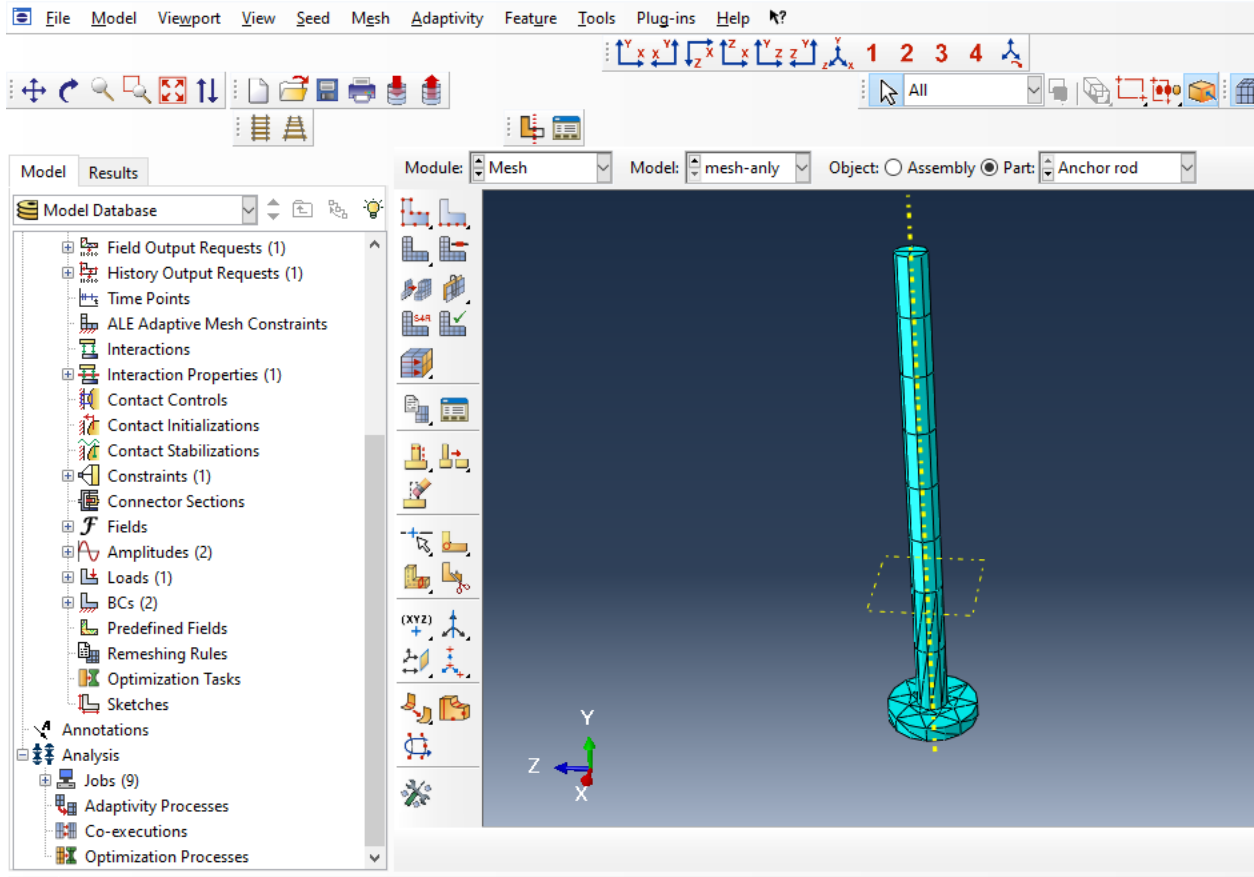 File Model Viewport View Seed Mesh Adaptivity Feature Tools Plug-ins Help
1 2 3 4
All
Model Results
Module: Mesh Model: mesh-anly Object: Assembly Part: Anchor rod
Model Database
Field Output Requests (1)
History Output Requests (1)
Time Points
ALE Adaptive Mesh Constraints
Interactions
Interaction Properties (1)
Contact Controls
Contact Initializations
Contact Stabilizations
Constraints (1)
Connector Sections
Fields
Amplitudes (2)
Loads (1)
BCs (2)
Predefined Fields
Remeshing Rules
Optimization Tasks
Sketches
Annotations
Analysis
Jobs (9)
Adaptivity Processes
Co-executions
Optimization Processes
S4R
(XYZ)
Y
Z
X